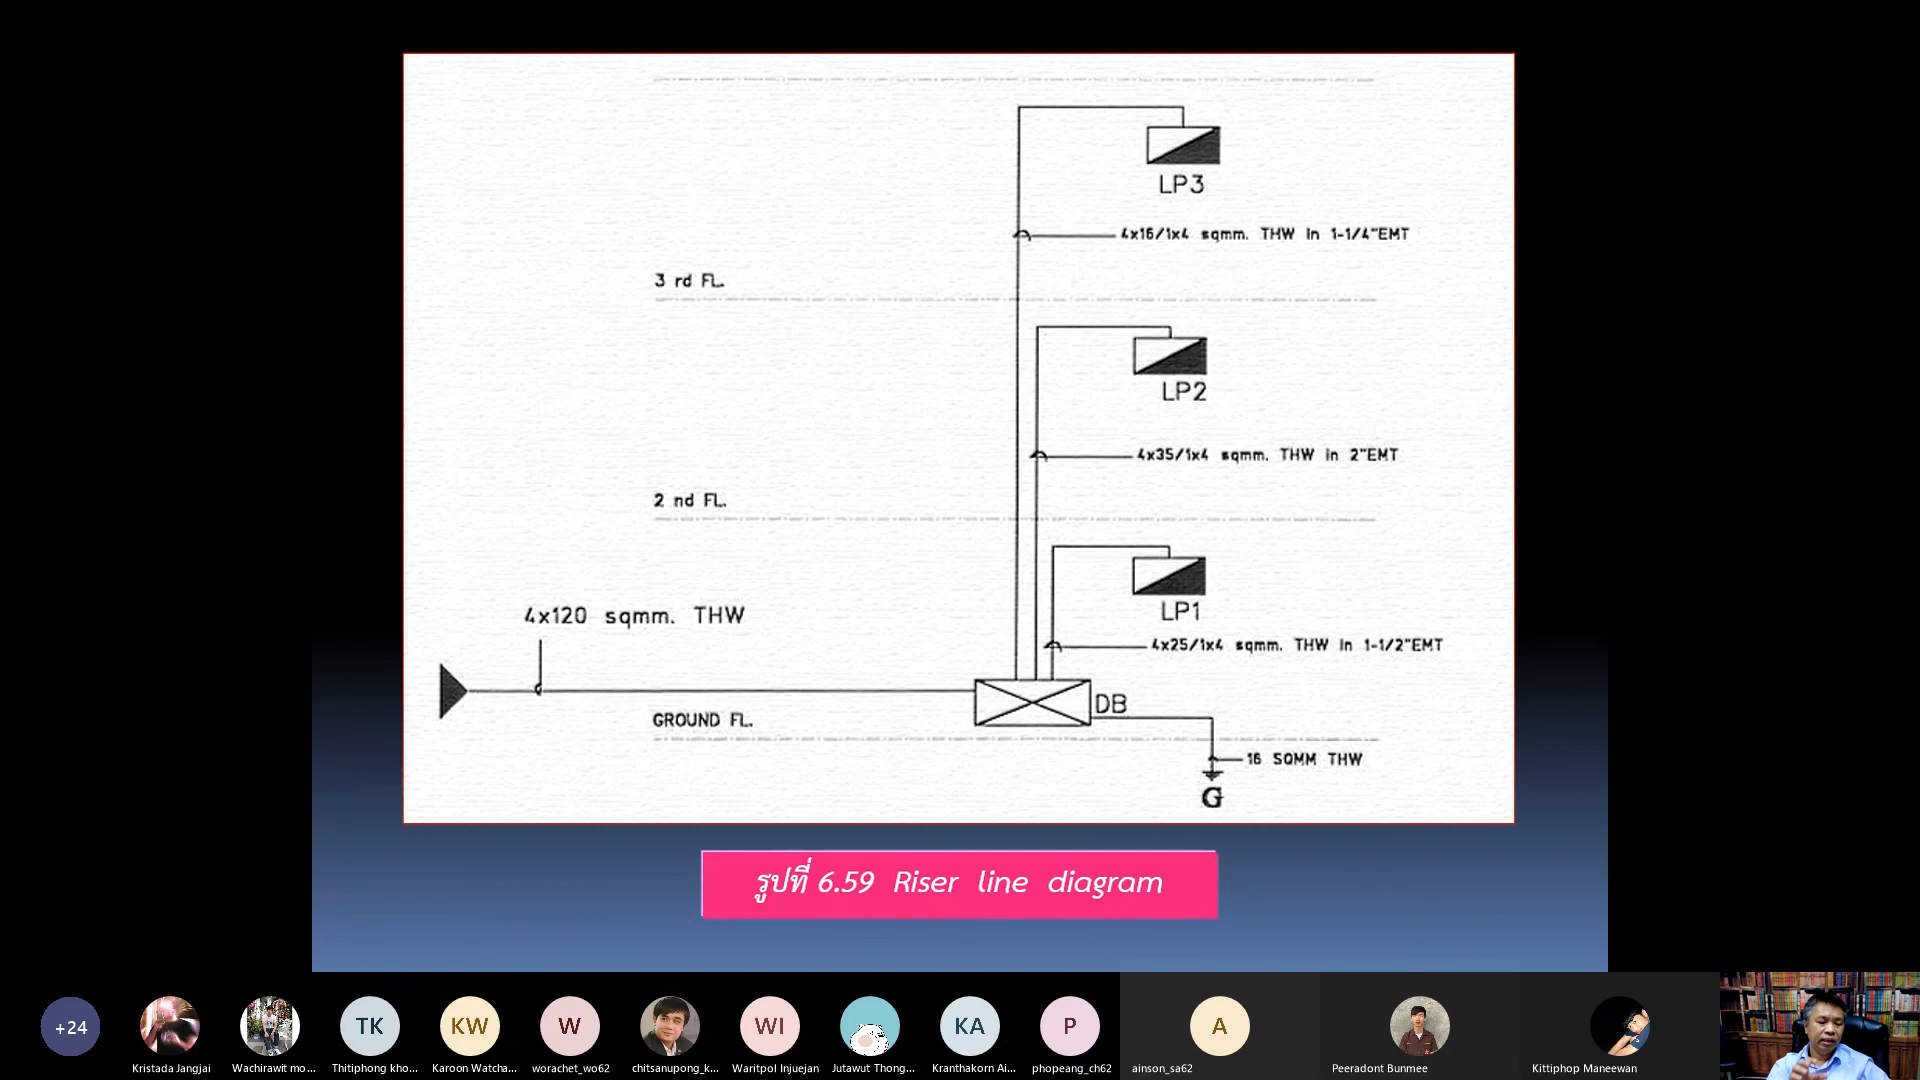 LP3
4x16/1x4 sqmm. THW in 1-1/4"EMT
3 rd FL.
LP2
4x35/1x4 sqmm. THW in 2"EMT
2 nd FL.
LP1
4x120 sqmm. THW
4x25/1x4 sqmm. THW in 1-1/2"EMT
DB
GROUND FL.
16 SQMM THW
G
รูปที่ 6.59 Riser line diagram
+24
TK
KW
W
WI
KA
P
A
Kristada Jangjai
Wachirawit mo...
Thitiphong kho...
Karoon Watcha...
worachet_wo62
chitsanupong_k...
Waritpol Injuejan
Jutawut Thong...
Kranthakorn Ai...
phopeang_ch62
ainson_sa62
Peeradont Bunmee
Kittiphop Maneewan